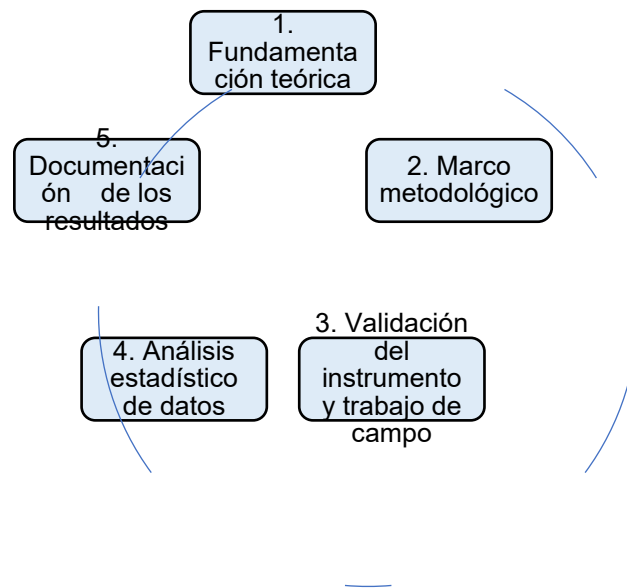 1.
Fundamenta
ción teórica
2. Marco
metodológico
3. Validación
del
instrumento
y trabajo de
campo
4. Análisis
estadístico
de datos
5.
Documentaci
ón de los
resultados